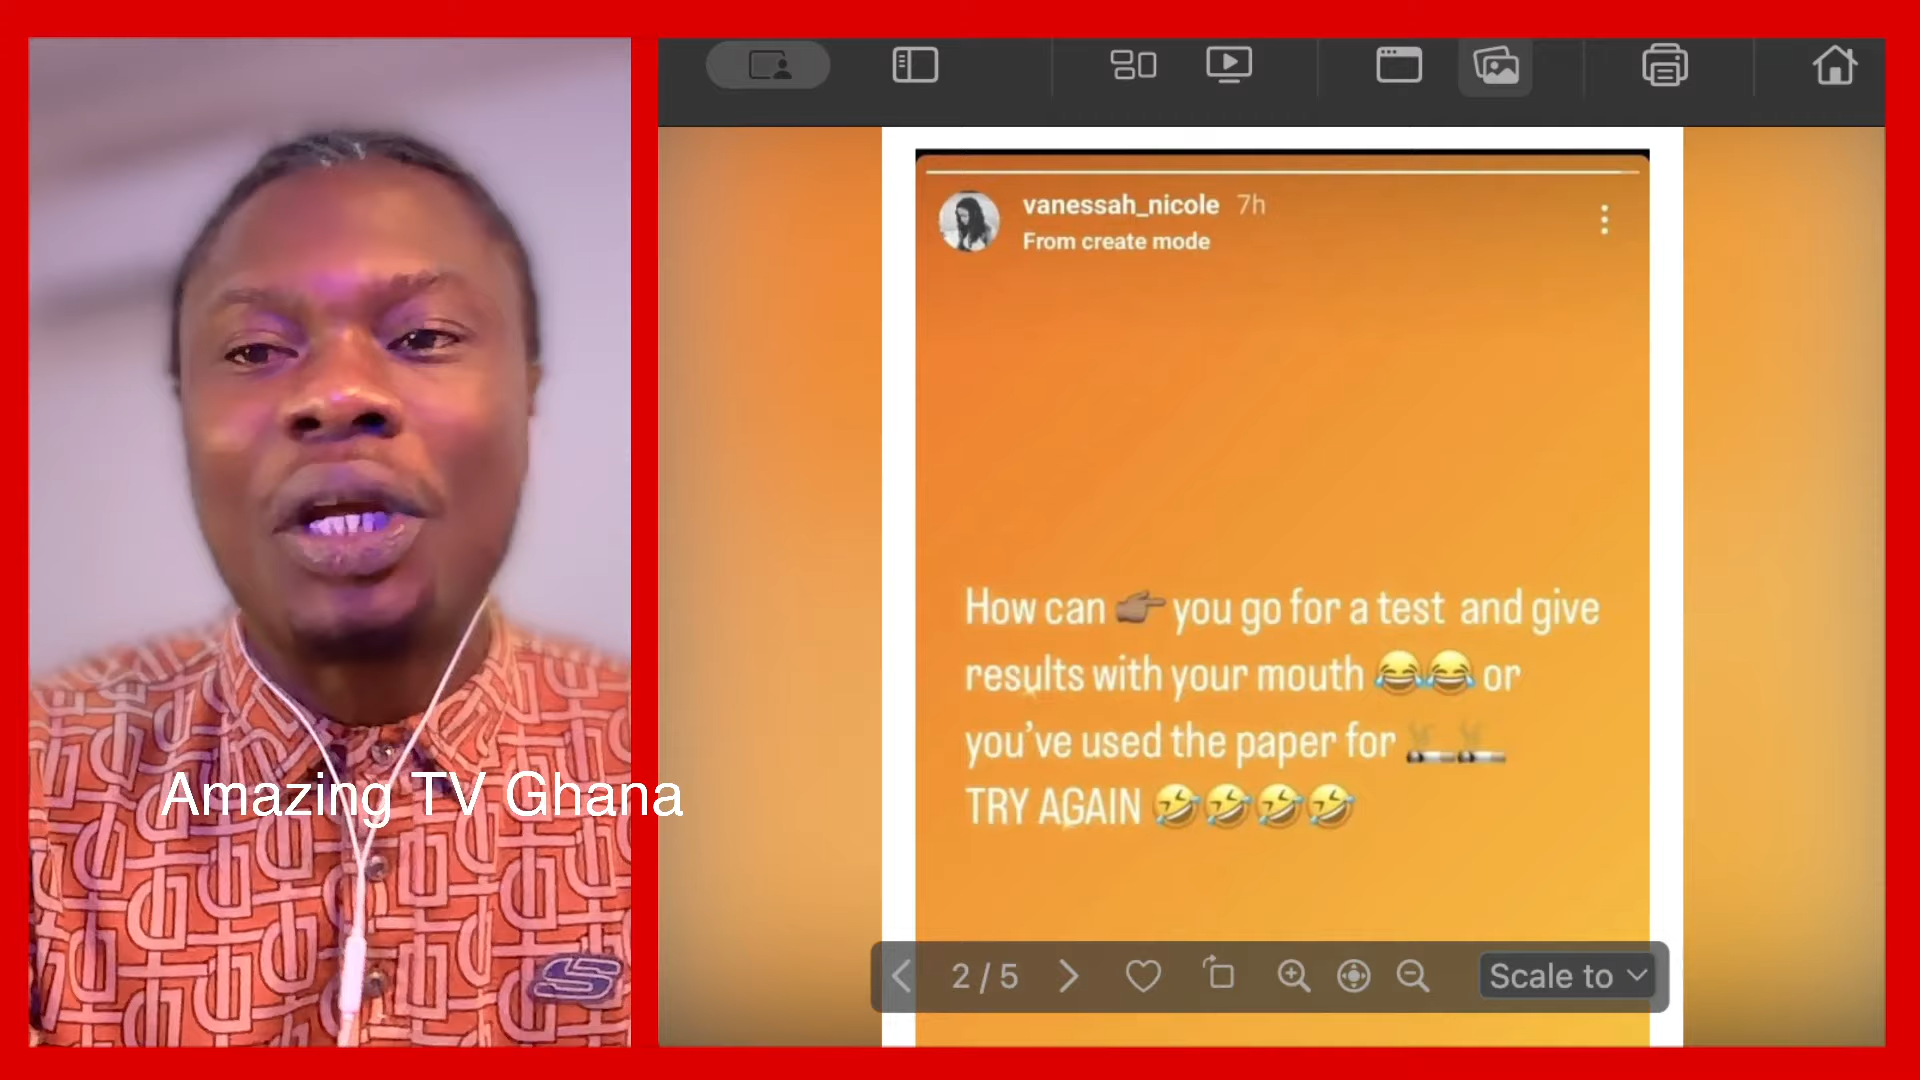 vanessah_nicole 7h
From create mode
How can 👉🏾 you go for a test and give
results with your mouth 😂😂 or
you've used the paper for 🚬🚬
TRY AGAIN 🤣🤣🤣🤣
Amazing TV Ghana
2 / 5
Scale to